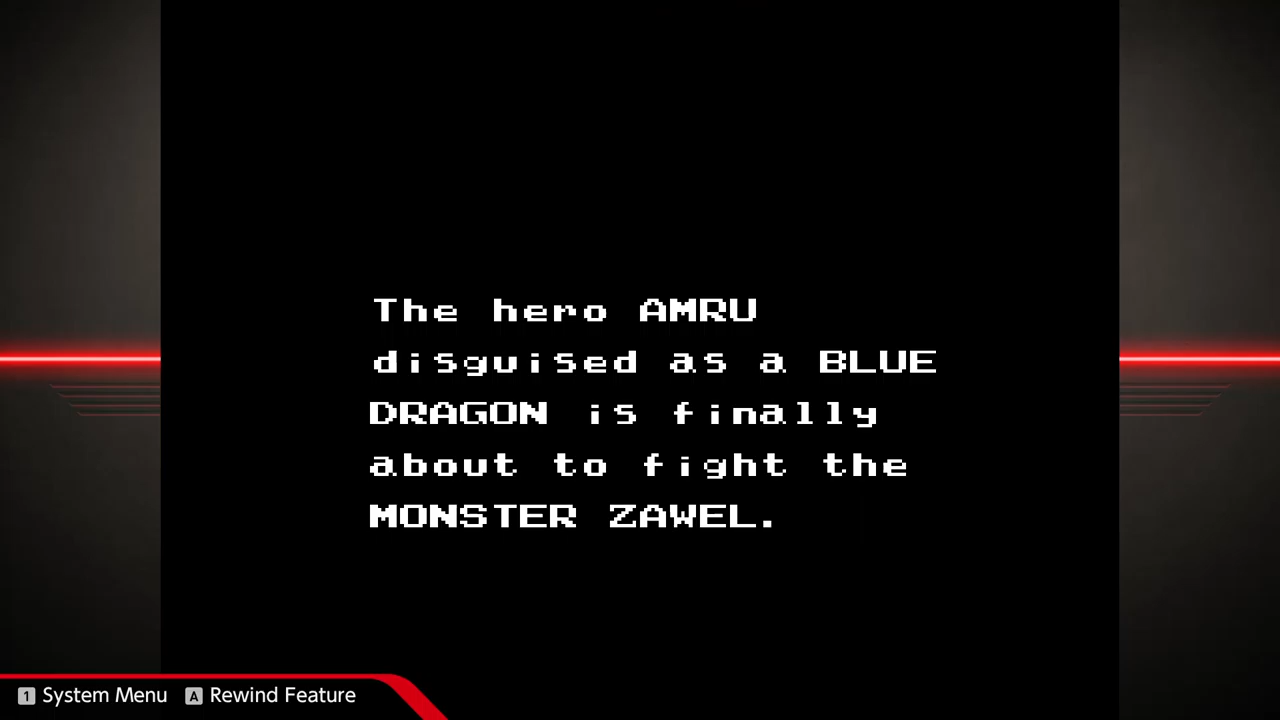 The hero AMRU
disguised as a BLUE
DRAGON is finally
about to fight the
MONSTER ZAWEL.
1 System Menu A Rewind Feature